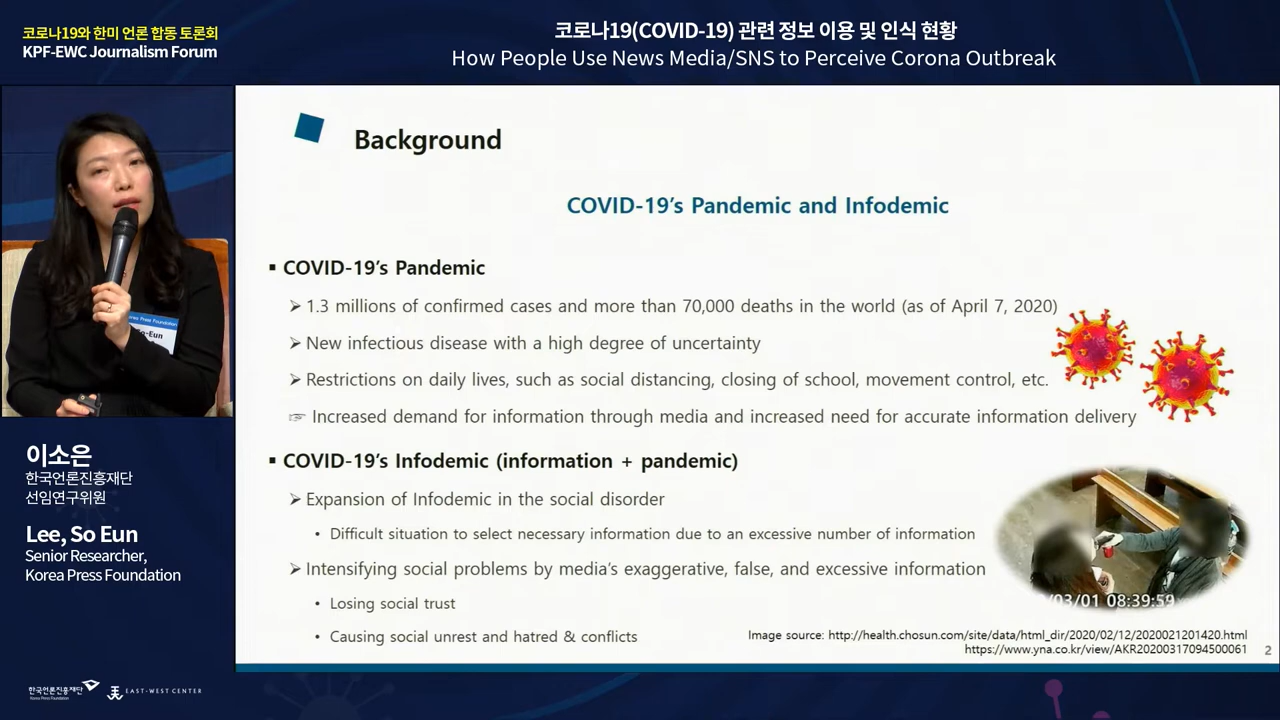 코로나19와 한미 언론 합동 토론회
KPF-EWC Journalism Forum
코로나19(COVID-19) 관련 정보 이용 및 인식 현황
How People Use News Media/SNS to Perceive Corona Outbreak
Background
COVID-19’s Pandemic and Infodemic
▪ COVID-19’s Pandemic
➢ 1.3 millions of confirmed cases and more than 70,000 deaths in the world (as of April 7, 2020)
➢ New infectious disease with a high degree of uncertainty
➢ Restrictions on daily lives, such as social distancing, closing of school, movement control, etc.
☞ Increased demand for information through media and increased need for accurate information delivery
▪ COVID-19’s Infodemic (information + pandemic)
➢ Expansion of Infodemic in the social disorder
• Difficult situation to select necessary information due to an excessive number of information
➢ Intensifying social problems by media’s exaggerative, false, and excessive information
• Losing social trust
• Causing social unrest and hatred & conflicts
/03/01 08:39:59
Image source: http://health.chosun.com/site/data/html_dir/2020/02/12/2020021201420.html
https://www.yna.co.kr/view/AKR20200317094500061
2
Korea Press Foundation
So-Eun
이소은
한국언론진흥재단
선임연구위원
Lee, So Eun
Senior Researcher,
Korea Press Foundation
한국언론진흥재단
Korea Press Foundation
EAST-WEST CENTER